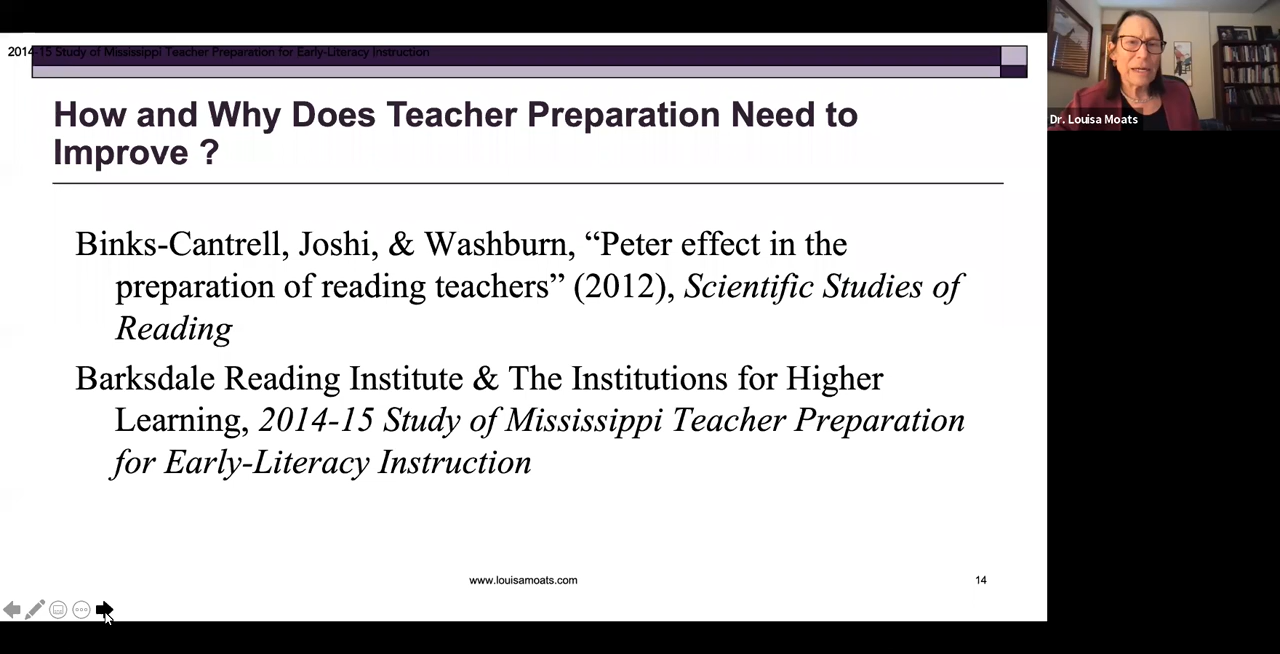 2014-15 Study of Mississippi Teacher Preparation for Early-Literacy Instruction
How and Why Does Teacher Preparation Need to
Improve ?
Binks-Cantrell, Joshi, & Washburn, “Peter effect in the
preparation of reading teachers” (2012), Scientific Studies of
Reading
Barksdale Reading Institute & The Institutions for Higher
Learning, 2014-15 Study of Mississippi Teacher Preparation
for Early-Literacy Instruction
www.louisamoats.com
14
Dr. Louisa Moats